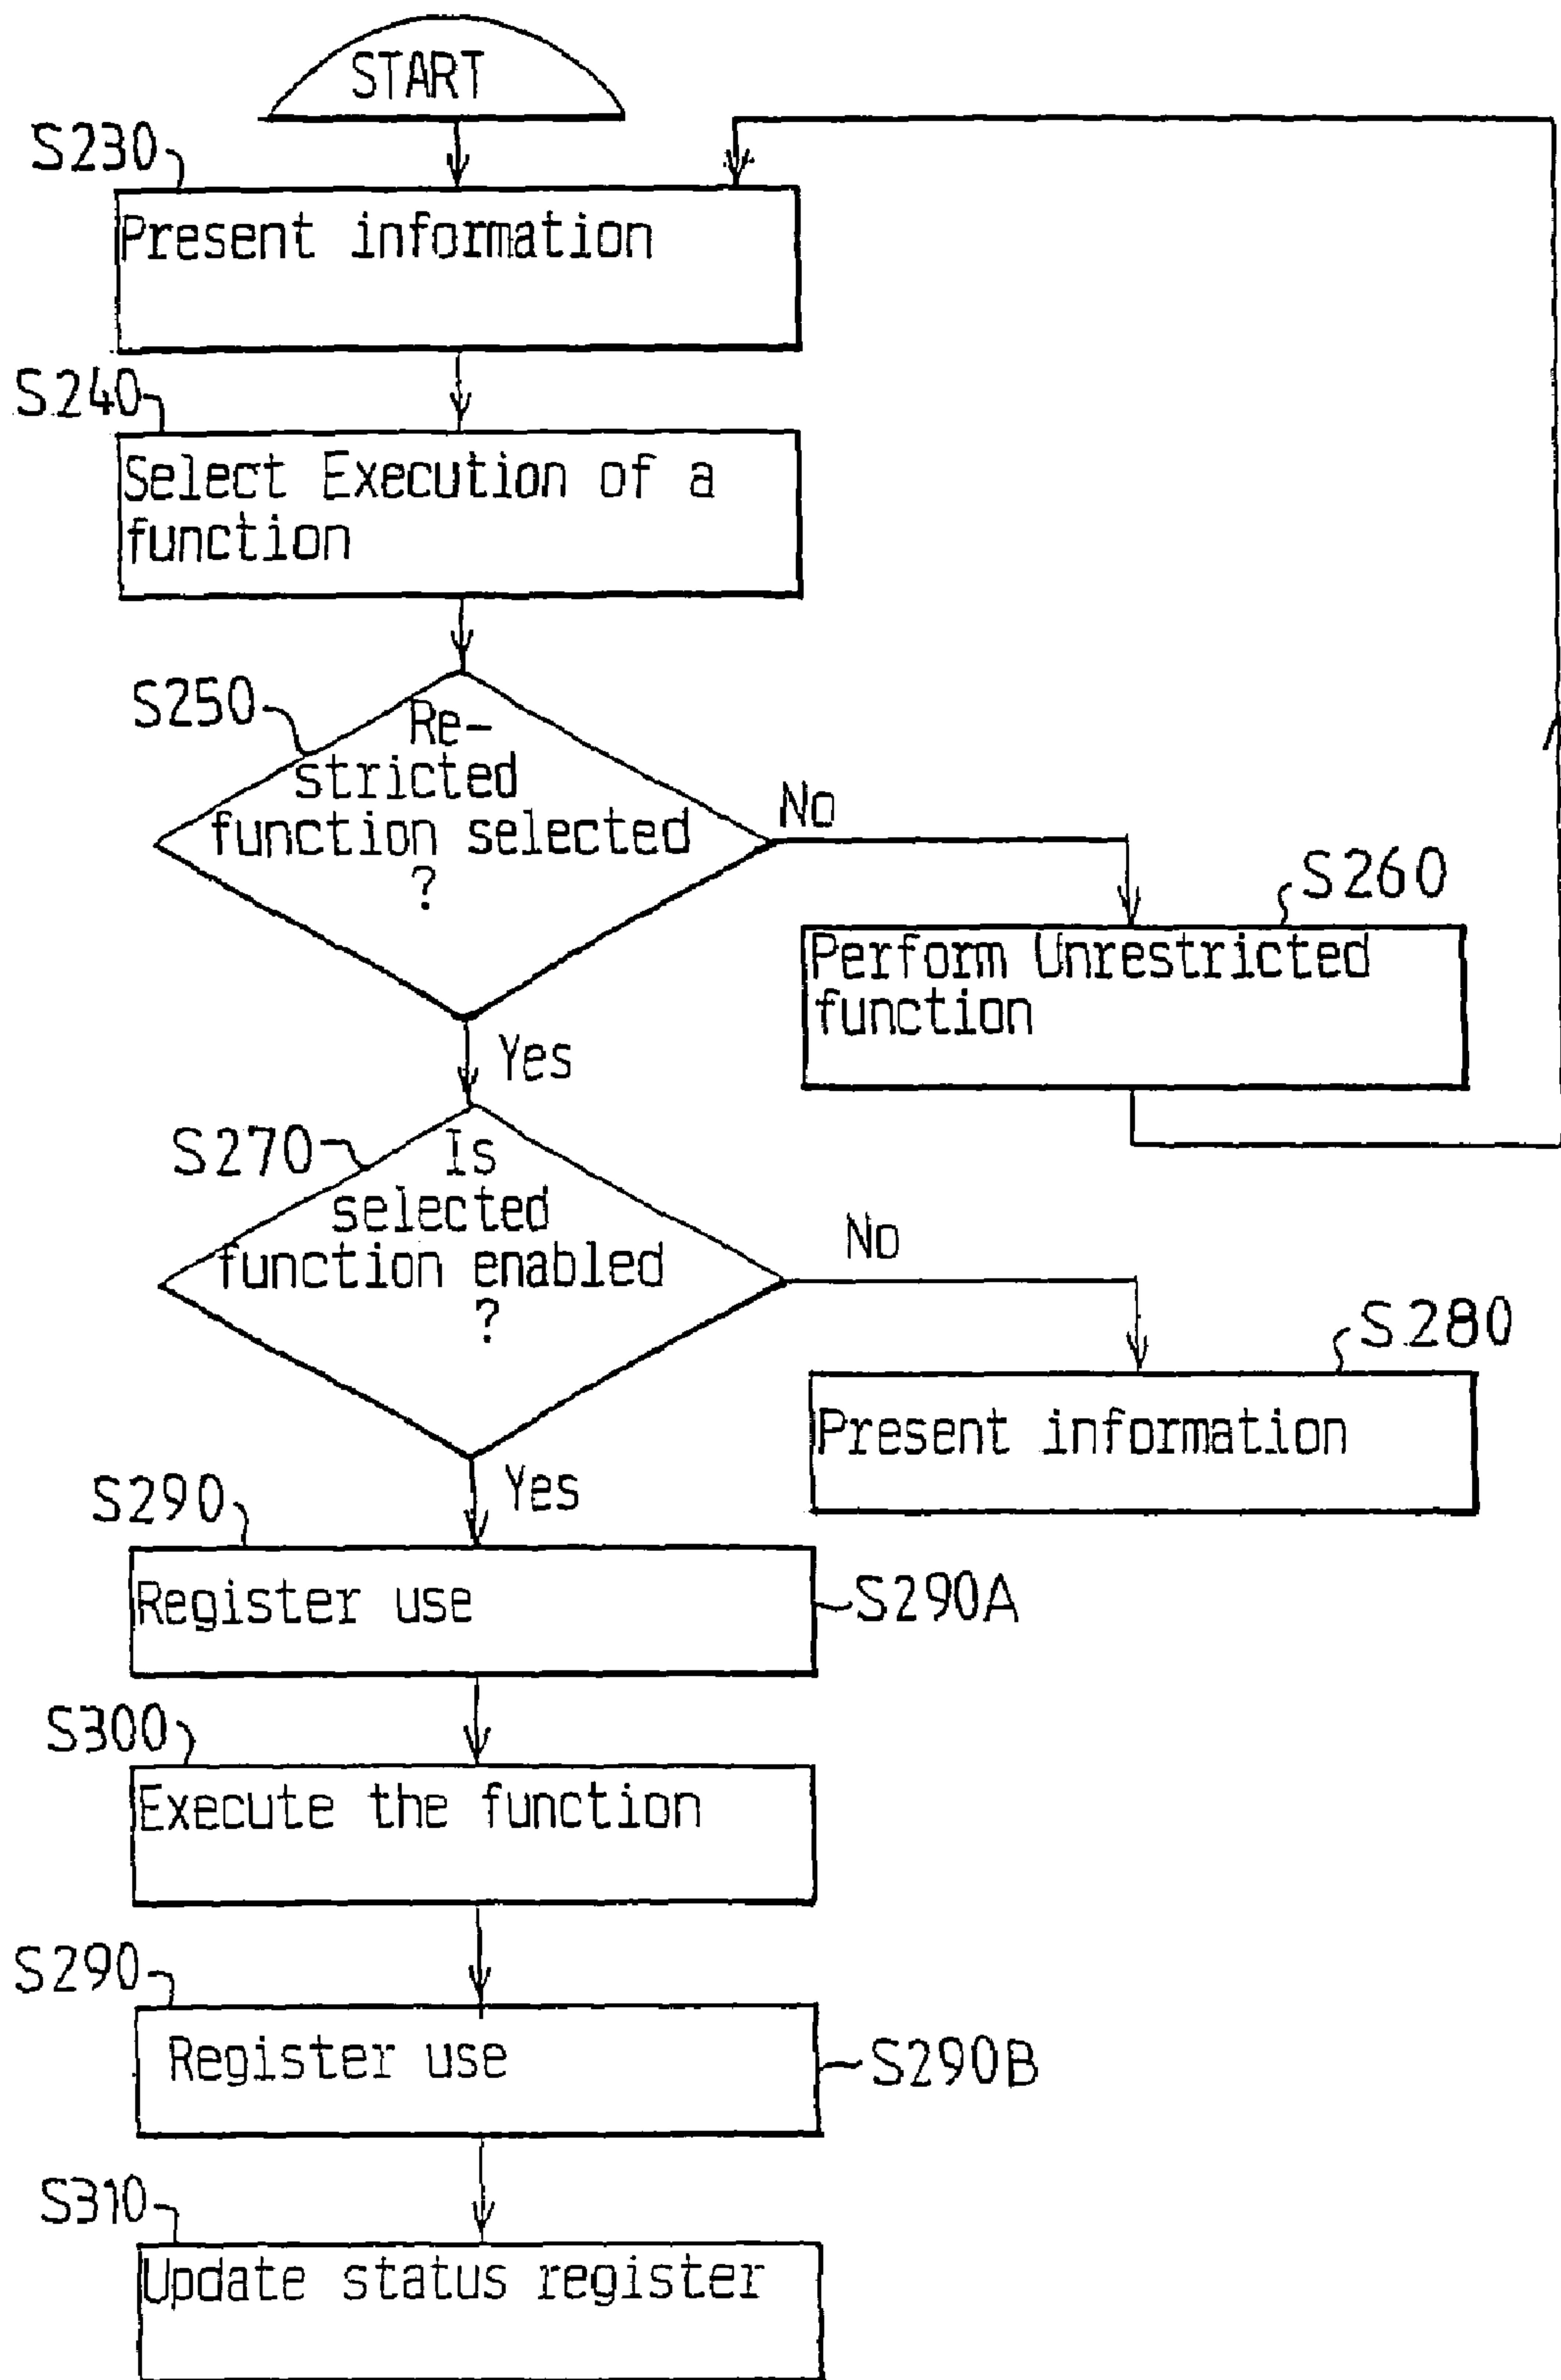 START
S230
Present information
S240
Select Execution of a
function
S250
Re-
stricted
function selected
?
No
S260
Perform Unrestricted
function
Yes
S270
Is
selected
function enabled
?
No
S280
Present information
Yes
S290
Register use
S290A
S300
Execute the function
S290
Register use
S290B
S310
Update status register